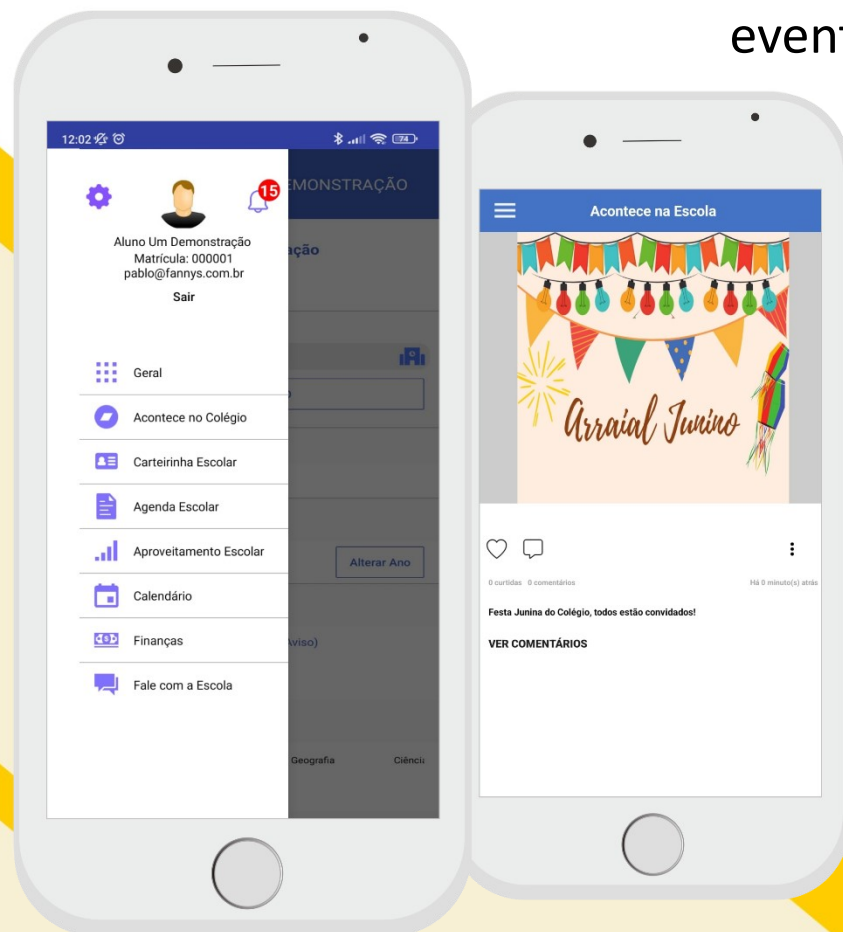 event
12:02
74
EMONSTRAÇÃO
15
ação
Aluno Um Demonstração
Matrícula: 000001
pablo@fannys.com.br
Sair
Geral
Acontece no Colégio
Carteirinha Escolar
Agenda Escolar
Aproveitamento Escolar
Alterar Ano
Calendário
Finanças
Aviso)
Fale com a Escola
Geografia
Ciência
Acontece na Escola
Arraial Junino
0 curtidas 0 comentários
Há 0 minuto(s) atrás
Festa Junina do Colégio, todos estão convidados!
VER COMENTÁRIOS